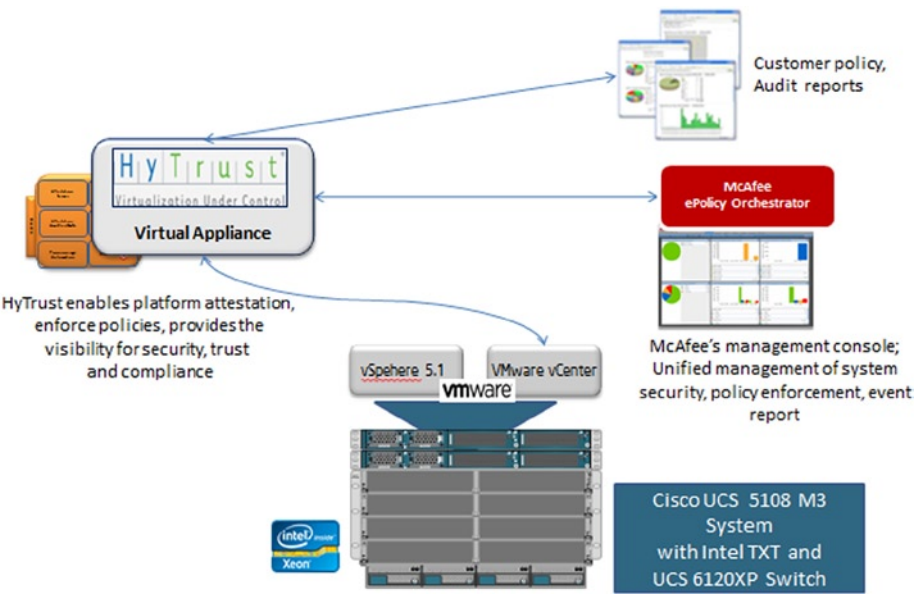 Customer policy,
Audit reports
HyTrust
Virtualization Under Control
Virtual Appliance
McAfee
ePolicy Orchestrator
HyTrust enables platform attestation,
enforce policies, provides the
visibility for security, trust
and compliance
McAfee's management console;
Unified management of system
security, policy enforcement, event
report
vSpehere 5.1
VMware vCenter
vmware
Cisco UCS 5108 M3
System
with Intel TXT and
UCS 6120XP Switch
intel inside
Xeon